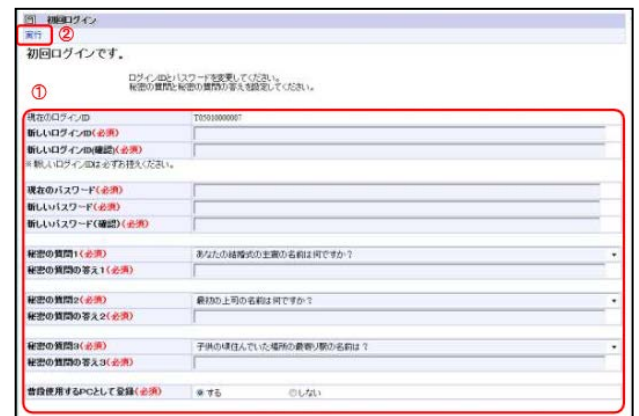 初回ログイン
実行 ②
初回ログインです。
ログインIDとパスワードを変更してください。
秘密の質問と秘密の質問の答えを設定してください。
①
現在のログインID T05010000007
新しいログインID(必須)
新しいログインID(確認)(必須)
※新しいログインIDは必ずお控えください。
現在のパスワード(必須)
新しいパスワード(必須)
新しいパスワード(確認)(必須)
秘密の質問1(必須) あなたの結婚式の主賓の名前は何ですか?
秘密の質問の答え1(必須)
秘密の質問2(必須) 最初の上司の名前は何ですか?
秘密の質問の答え2(必須)
秘密の質問3(必須) 子供の頃住んでいた場所の最寄り駅の名前は?
秘密の質問の答え3(必須)
普段使用するPCとして登録(必須) する しない